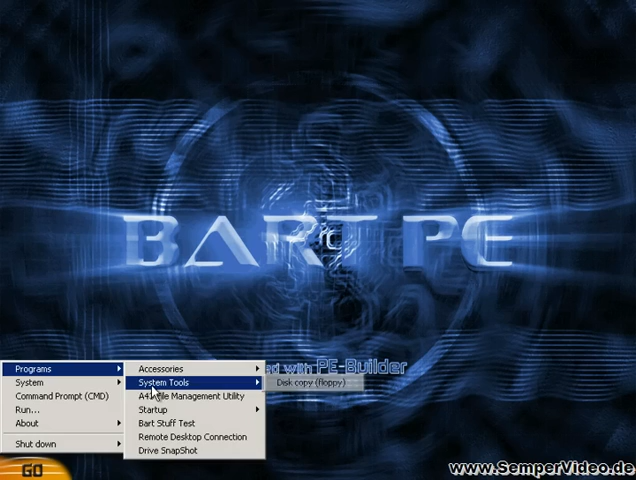 BART PE
ed with PE-Builder
Programs
System
Command Prompt (CMD)
Run...
About
Shut down
Accessories
System Tools
File Management Utility
Startup
Bart Stuff Test
Remote Desktop Connection
Drive SnapShot
Disk copy (floppy)
GO
www.SemperVideo.de